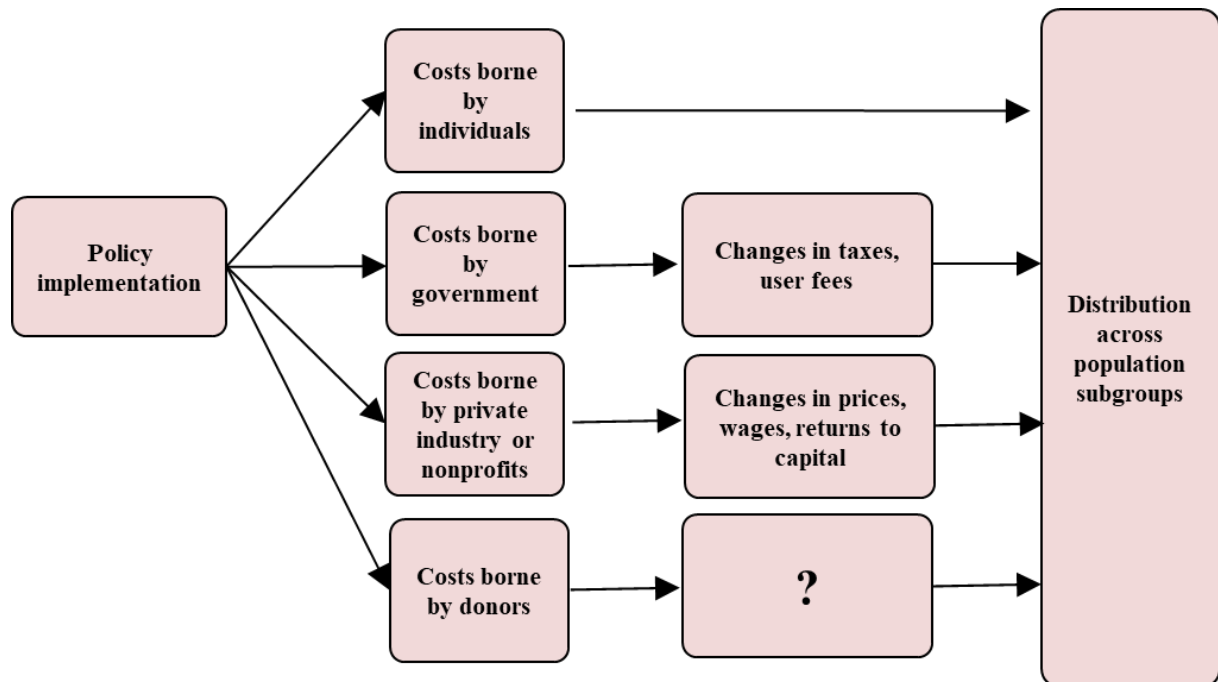 Policy
implementation
Costs borne
by
individuals
Costs borne
by
government
Changes in taxes,
user fees
Costs borne
by private
industry or
nonprofits
Changes in prices,
wages, returns to
capital
Costs borne
by donors
?
Distribution
across
population
subgroups